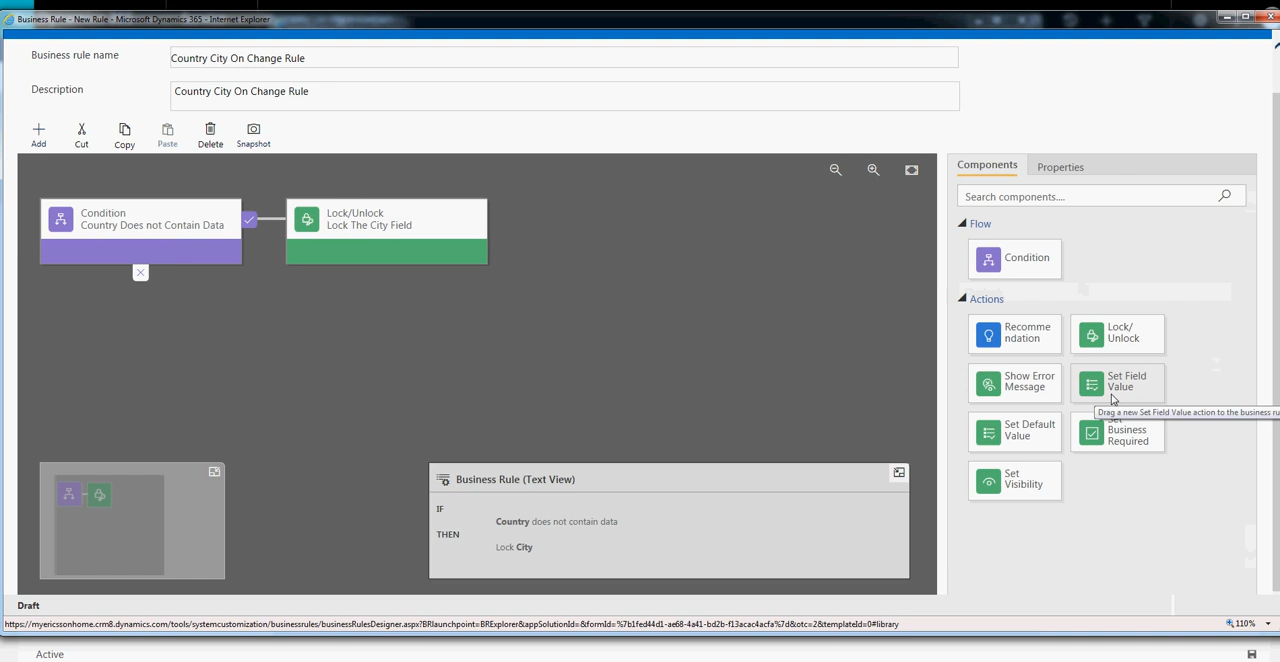 Business Rule - New Rule - Microsoft Dynamics 365 - Internet Explorer
Business rule name
Country City On Change Rule
Description
Country City On Change Rule
Add
Cut
Copy
Paste
Delete
Snapshot
Condition
Country Does not Contain Data
Lock/Unlock
Lock The City Field
Components
Properties
Search components....
Flow
Condition
Actions
Recomme
ndation
Lock/
Unlock
Show Error
Message
Set Field
Value
Drag a new Set Field Value action to the business ru
Set Default
Value
Set
Business
Required
Set
Visibility
Business Rule (Text View)
IF
Country does not contain data
THEN
Lock City
Draft
https://myericssonhome.crm8.dynamics.com/tools/systemcustomization/businessrules/businessRulesDesigner.aspx?BRlaunchpoint=BRExplorer&appSolutionId=&formId=%7b1fed44d1-ae68-4a41-bd2b-f13acac4acfa%7d&otc=2&templateId=0#library
110%
Active